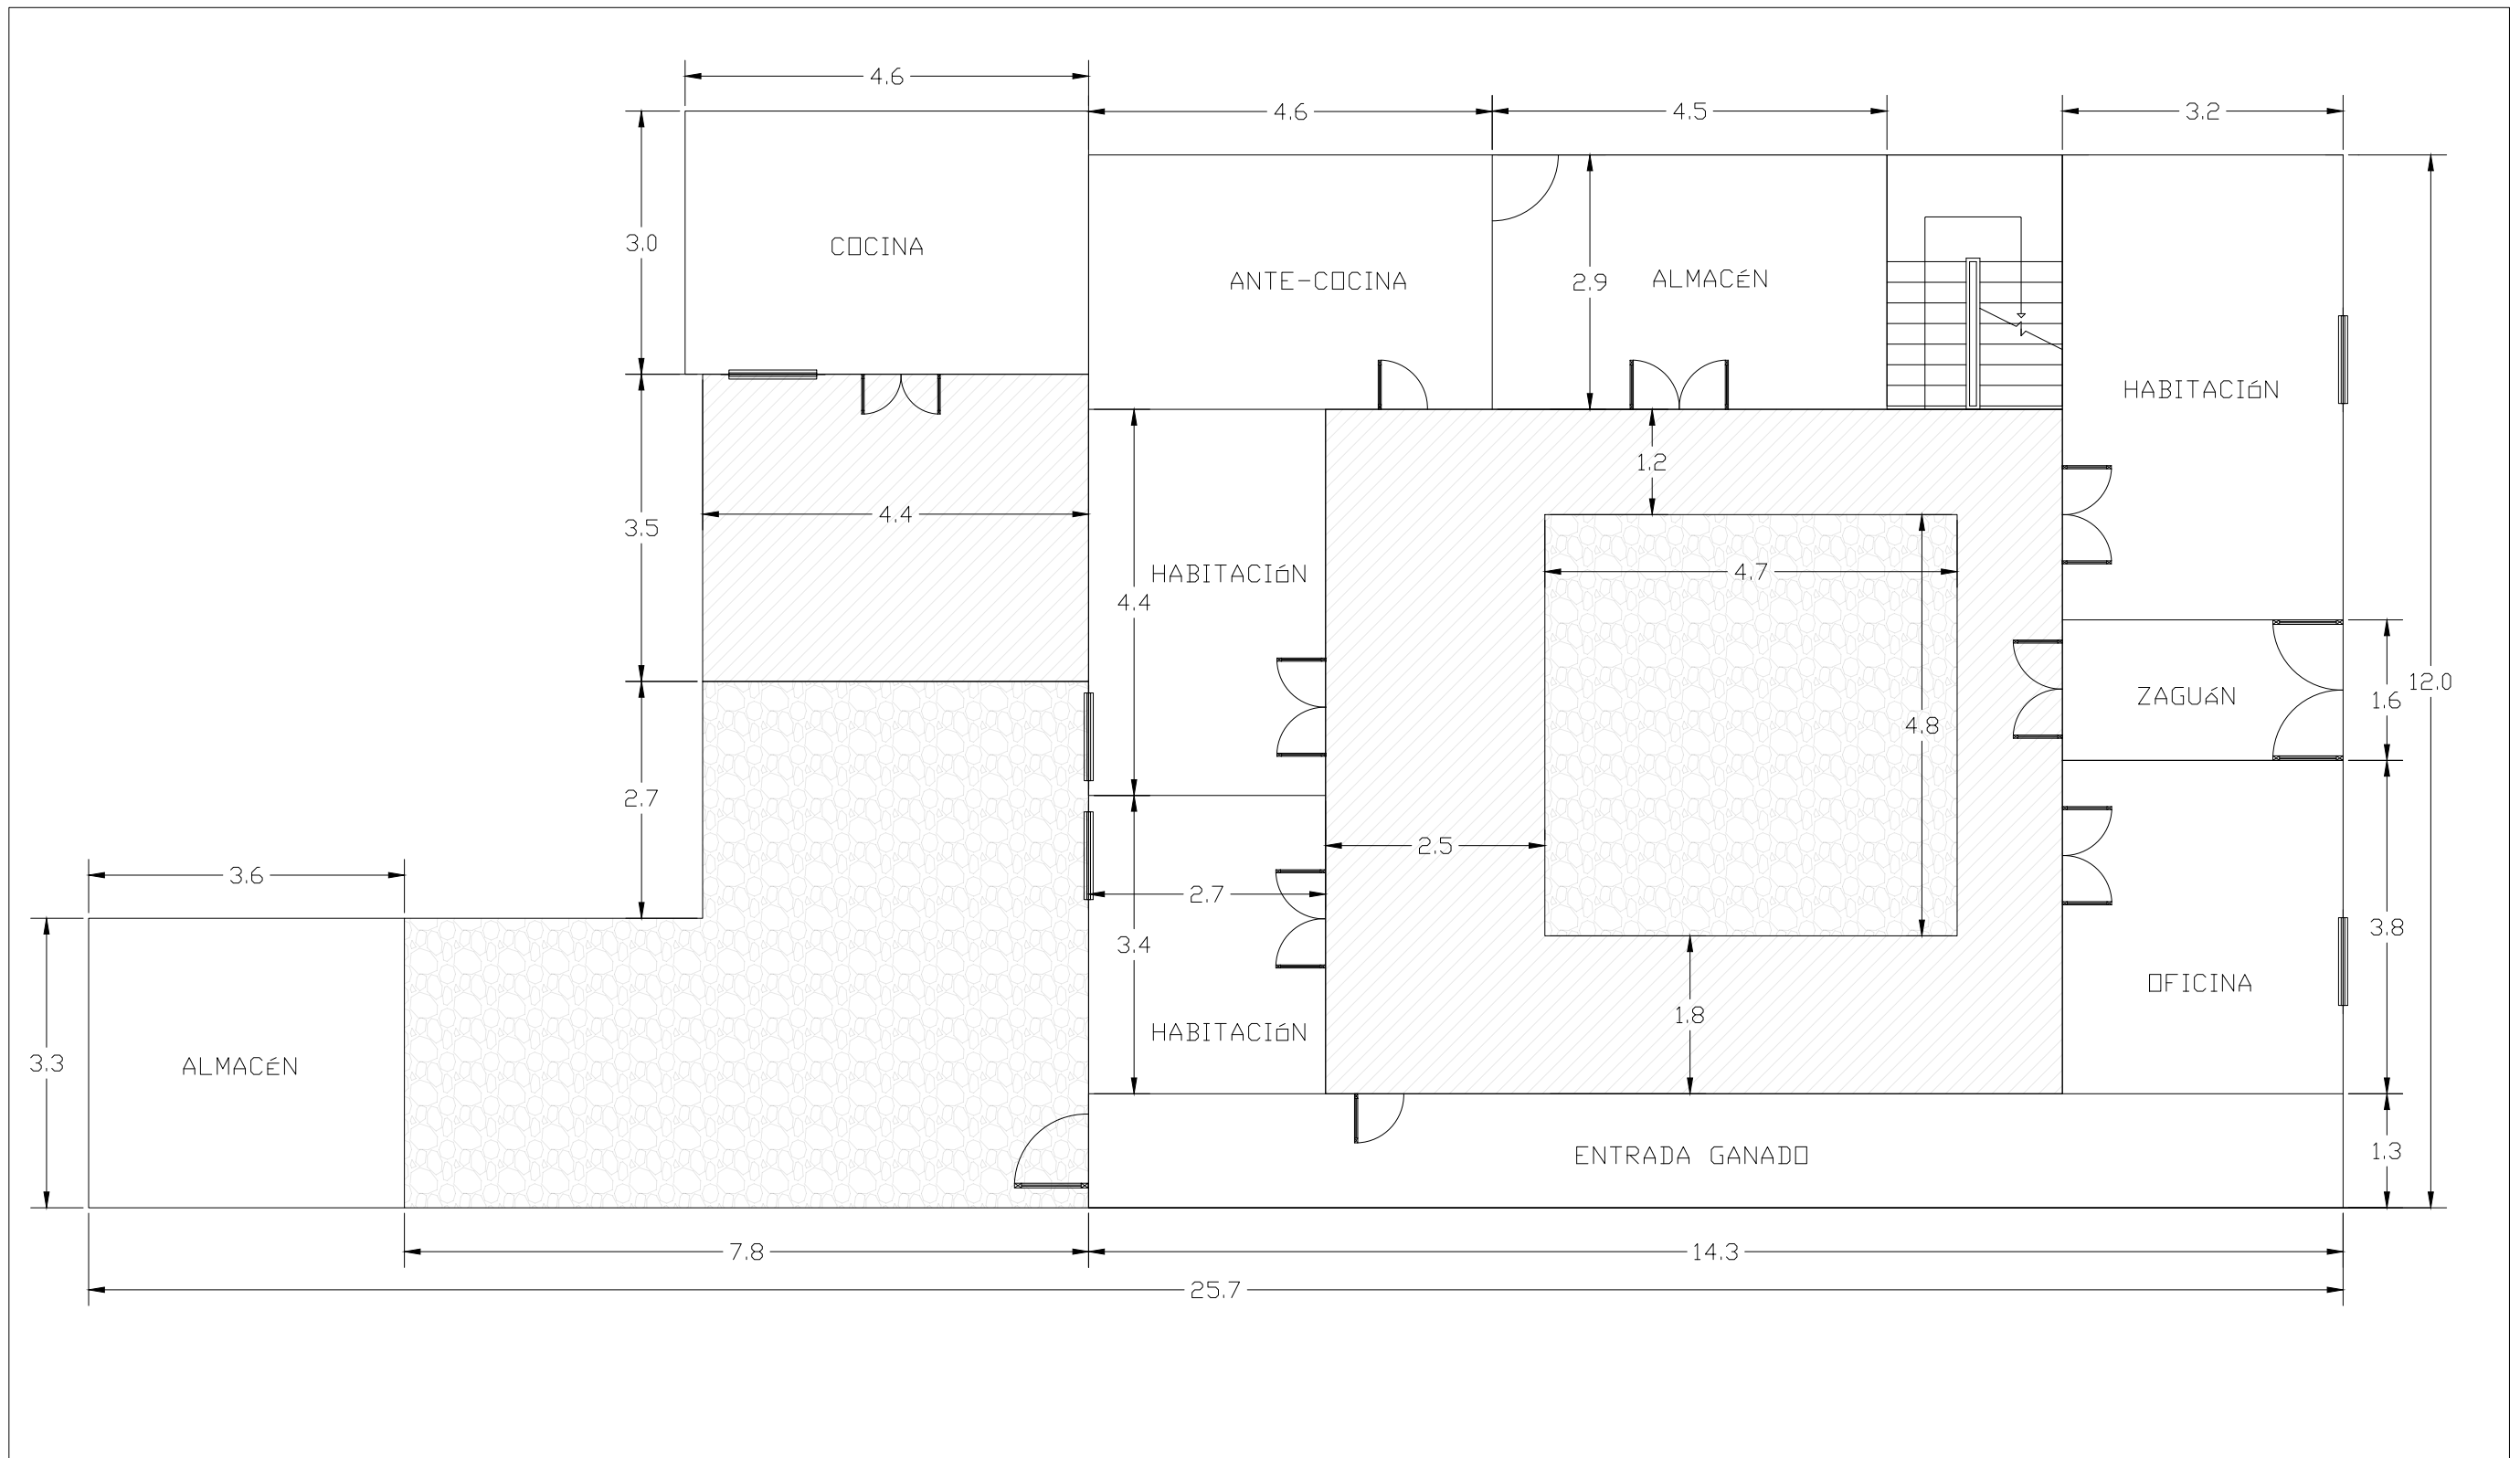 4.6
4.6
4.5
3.2
3.0
COCINA
ANTE-COCINA
2.9
ALMACéN
HABITACIóN
1.2
3.5
4.4
HABITACIóN
4.4
4.7
4.8
ZAGUáN
1.6
12.0
2.7
3.6
2.5
2.7
3.4
3.8
OFICINA
1.8
HABITACIóN
3.3
ALMACéN
ENTRADA GANADO
1.3
7.8
14.3
25.7